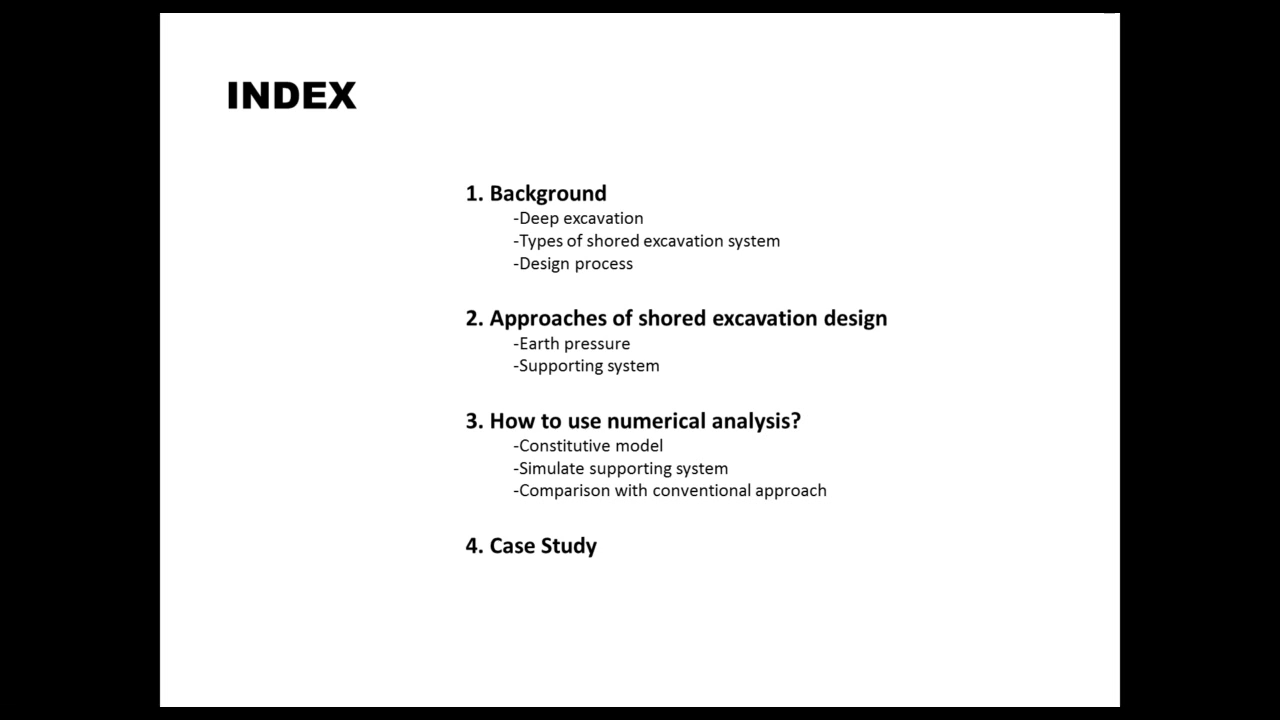 INDEX
1. Background
-Deep excavation
-Types of shored excavation system
-Design process
2. Approaches of shored excavation design
-Earth pressure
-Supporting system
3. How to use numerical analysis?
-Constitutive model
-Simulate supporting system
-Comparison with conventional approach
4. Case Study